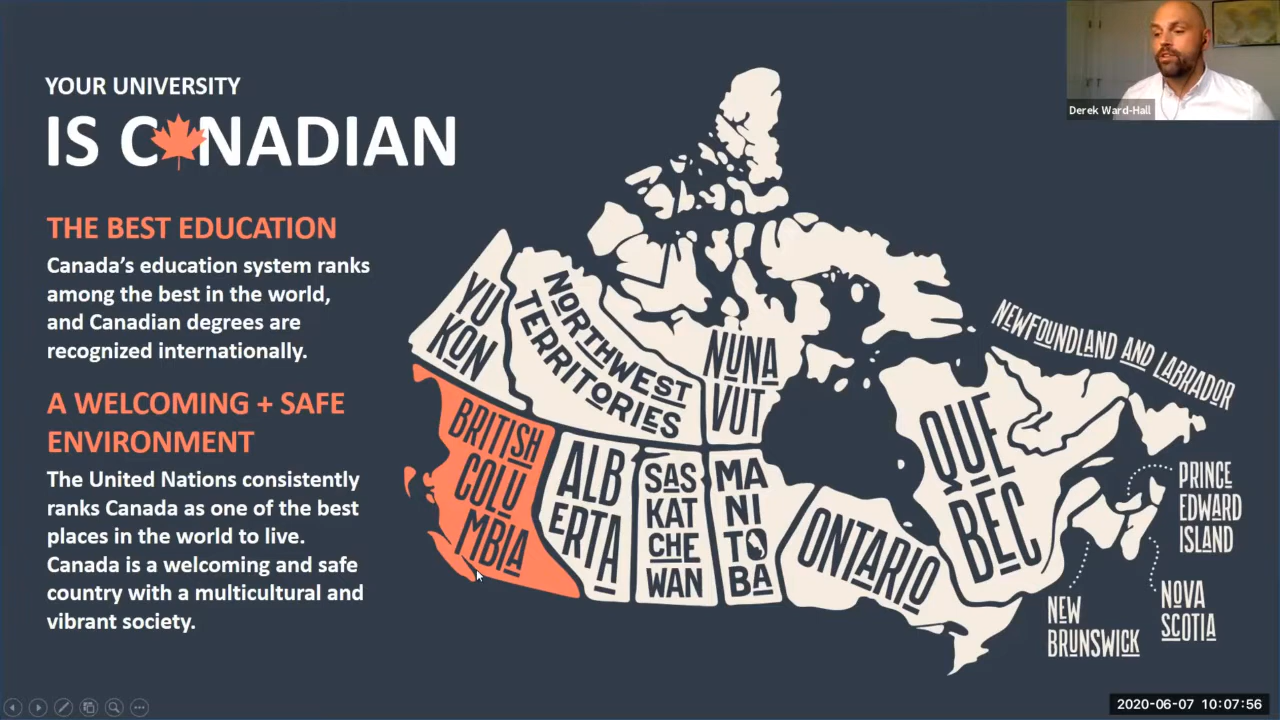 YOUR UNIVERSITY
IS CANADIAN
THE BEST EDUCATION
Canada's education system ranks
among the best in the world,
and Canadian degrees are
recognized internationally.
A WELCOMING + SAFE
ENVIRONMENT
The United Nations consistently
ranks Canada as one of the best
places in the world to live.
Canada is a welcoming and safe
country with a multicultural and
vibrant society.
YU
KON
NORTHWEST
TERRITORIES
NUNA
VUT
BRITISH
COLU
MBIA
ALB
ERTA
SAS
KAT
CHE
WAN
MA
NI
TO
BA
ONTARIO
QUE
BEC
NEWFOUNDLAND AND LABRADOR
PRINCE
EDWARD
ISLAND
NOVA
SCOTIA
NEW
BRUNSWICK
Derek Ward-Hall
2020-06-07 10:07:56